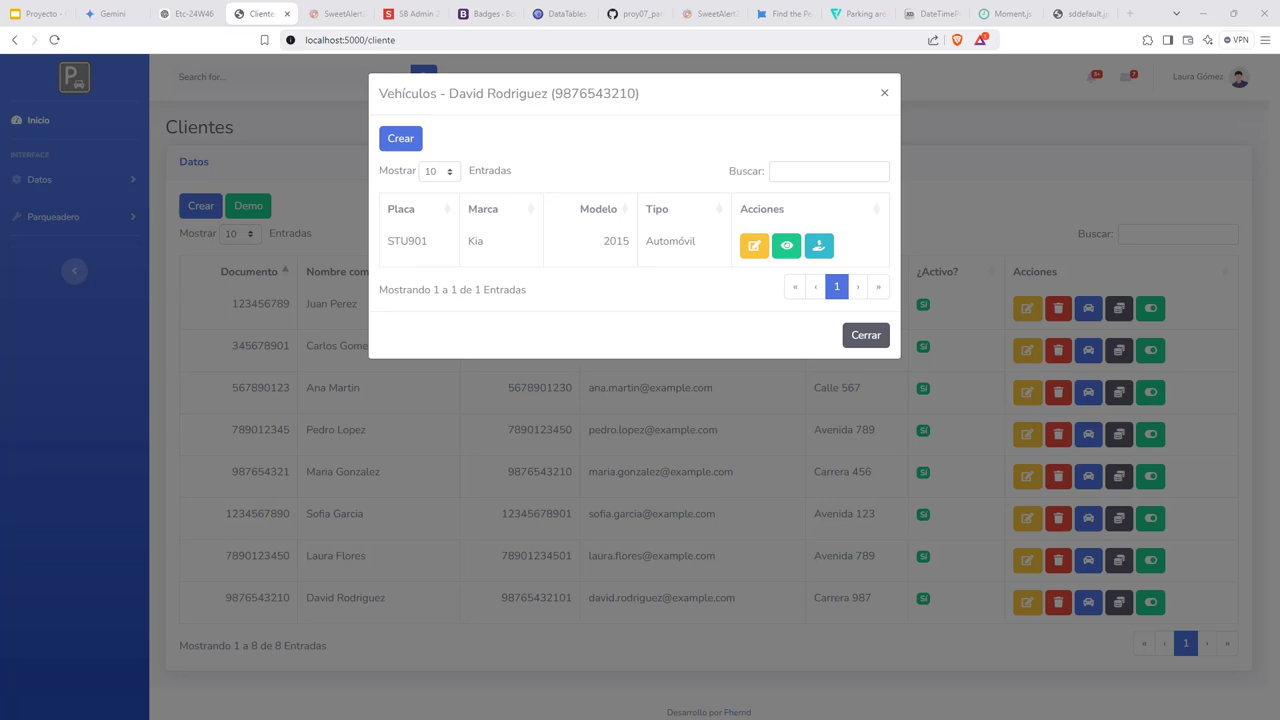 Proyecto -
Gemini
Etc-24W46
Cliente
SweetAlert
SB Admin 2
Badges - Bo
DataTables
proy07_pa
SweetAlert2
Find the Pe
Parking are
DateTimeP
Moment.js
sddefault.j
localhost:5000/cliente
VPN
P
Search for...
Laura Gómez
Inicio
INTERFACE
Datos
Parqueadero
Clientes
Datos
Crear
Demo
Mostrar 10 Entradas
Buscar:
Documento
Nombre com
¿Activo?
Acciones
123456789 Juan Perez Sí
345678901 Carlos Gome Sí
567890123 Ana Martin 5678901230 ana.martin@example.com Calle 567 Sí
789012345 Pedro Lopez 7890123450 pedro.lopez@example.com Avenida 789 Sí
987654321 Maria Gonzalez 9876543210 maria.gonzalez@example.com Carrera 456 Sí
1234567890 Sofia Garcia 12345678901 sofia.garcia@example.com Avenida 123 Sí
7890123450 Laura Flores 78901234501 laura.flores@example.com Avenida 789 Sí
9876543210 David Rodriguez 98765432101 david.rodriguez@example.com Carrera 987 Sí
Mostrando 1 a 8 de 8 Entradas
« ‹ 1 › »
Desarrollo por Fhernd
Vehículos - David Rodriguez (9876543210)
×
Crear
Mostrar 10 Entradas
Buscar:
Placa Marca Modelo Tipo Acciones
STU901 Kia 2015 Automóvil
Mostrando 1 a 1 de 1 Entradas
« ‹ 1 › »
Cerrar